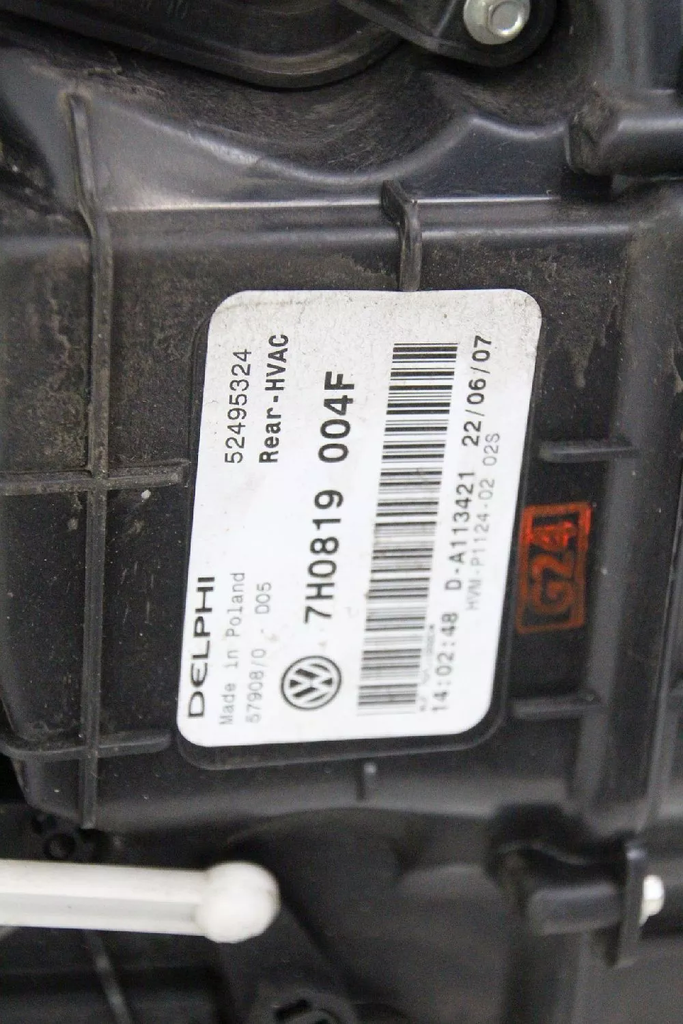 DELPHI
52495324
Made in Poland
Rear-HVAC
57908/0 - D05
7H0819 004F
14:02:48 D-A113421 22/06/07
HVM-P1124-02 02S
G24